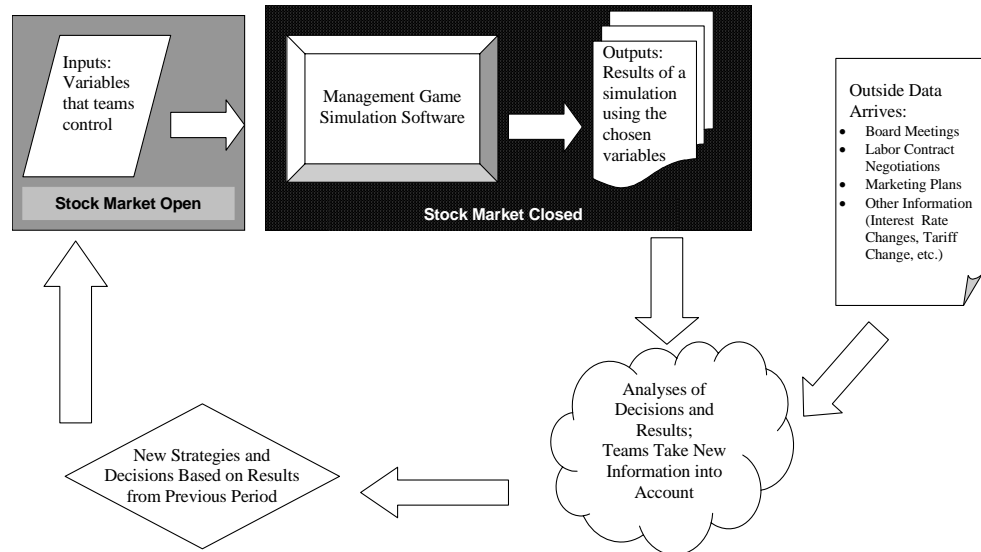 Inputs:
Variables
that teams
control
Stock Market Open
Management Game
Simulation Software
Outputs:
Results of a
simulation
using the
chosen
variables
Stock Market Closed
Outside Data
Arrives:
• Board Meetings
• Labor Contract
Negotiations
• Marketing Plans
• Other Information
(Interest Rate
Changes, Tariff
Change, etc.)
Analyses of
Decisions and
Results;
Teams Take New
Information into
Account
New Strategies and
Decisions Based on Results
from Previous Period